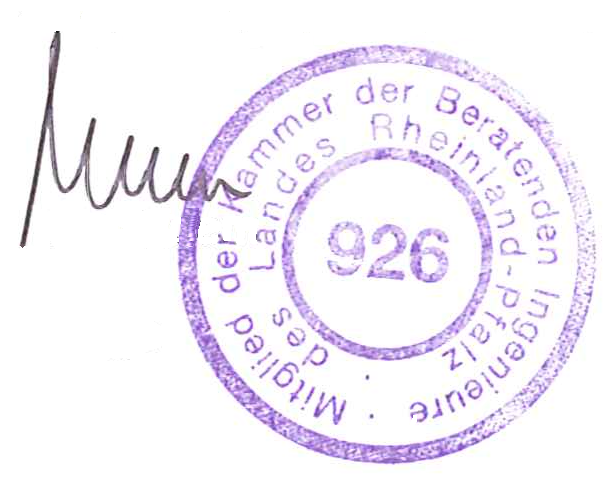 Mitglied der Kammer der Beratenden Ingenieure ·
des Landes Rheinland-Pfalz ·
926